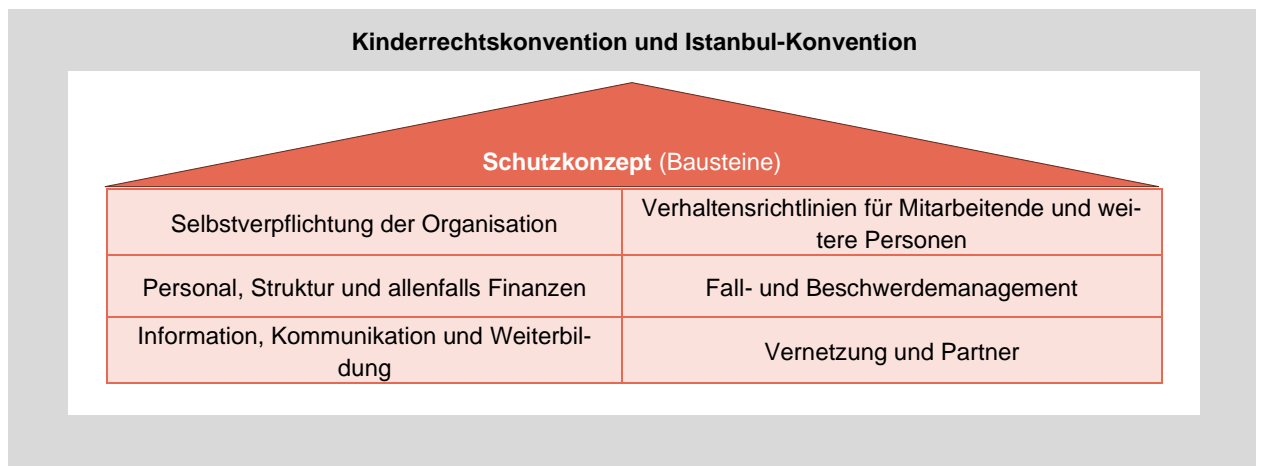 Kinderrechtskonvention und Istanbul-Konvention
Schutzkonzept (Bausteine)
Selbstverpflichtung der Organisation
Verhaltensrichtlinien für Mitarbeitende und wei-
tere Personen
Personal, Struktur und allenfalls Finanzen
Fall- und Beschwerdemanagement
Information, Kommunikation und Weiterbil-
dung
Vernetzung und Partner